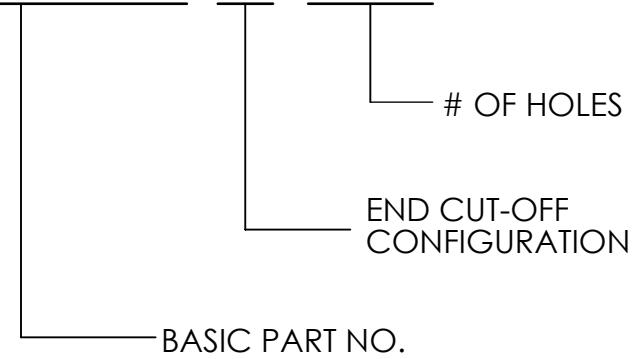 # OF HOLES
END CUT-OFF
CONFIGURATION
BASIC PART NO.